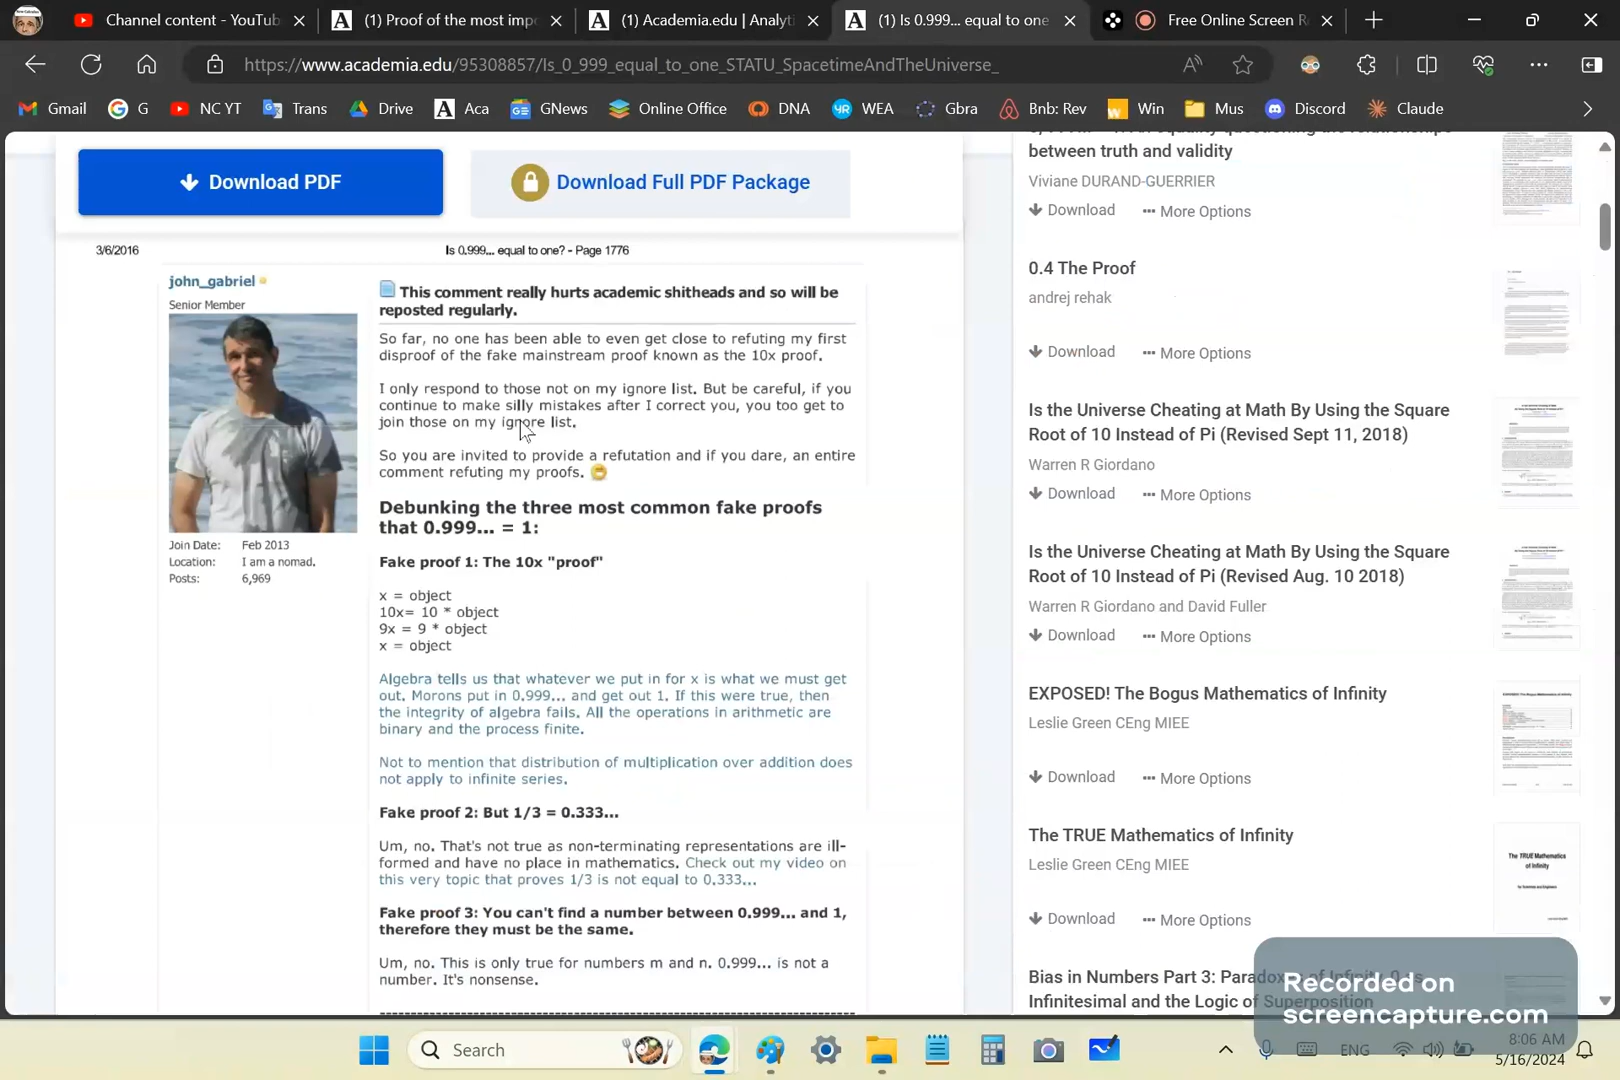 Channel content - YouTub
(1) Proof of the most imp
(1) Academia.edu | Analyti
(1) Is 0.999... equal to one
Free Online Screen R
https://www.academia.edu/95308857/Is_0_999_equal_to_one_STATU_SpacetimeAndTheUniverse_
Gmail
G
NC YT
Trans
Drive
Aca
GNews
Online Office
DNA
WEA
Gbra
Bnb: Rev
Win
Mus
Discord
Claude
Download PDF
Download Full PDF Package
3/6/2016
Is 0.999... equal to one? - Page 1776
john_gabriel
Senior Member
Join Date: Feb 2013
Location: I am a nomad.
Posts: 6,969
This comment really hurts academic shitheads and so will be
reposted regularly.
So far, no one has been able to even get close to refuting my first
disproof of the fake mainstream proof known as the 10x proof.
I only respond to those not on my ignore list. But be careful, if you
continue to make silly mistakes after I correct you, you too get to
join those on my ignore list.
So you are invited to provide a refutation and if you dare, an entire
comment refuting my proofs.
Debunking the three most common fake proofs
that 0.999... = 1:
Fake proof 1: The 10x "proof"
x = object
10x= 10 * object
9x = 9 * object
x = object
Algebra tells us that whatever we put in for x is what we must get
out. Morons put in 0.999... and get out 1. If this were true, then
the integrity of algebra fails. All the operations in arithmetic are
binary and the process finite.
Not to mention that distribution of multiplication over addition does
not apply to infinite series.
Fake proof 2: But 1/3 = 0.333...
Um, no. That's not true as non-terminating representations are ill-
formed and have no place in mathematics. Check out my video on
this very topic that proves 1/3 is not equal to 0.333...
Fake proof 3: You can't find a number between 0.999... and 1,
therefore they must be the same.
Um, no. This is only true for numbers m and n. 0.999... is not a
number. It's nonsense.
between truth and validity
Viviane DURAND-GUERRIER
Download
More Options
0.4 The Proof
andrej rehak
Download
More Options
Is the Universe Cheating at Math By Using the Square
Root of 10 Instead of Pi (Revised Sept 11, 2018)
Warren R Giordano
Download
More Options
Is the Universe Cheating at Math By Using the Square
Root of 10 Instead of Pi (Revised Aug. 10 2018)
Warren R Giordano and David Fuller
Download
More Options
EXPOSED! The Bogus Mathematics of Infinity
Leslie Green CEng MIEE
Download
More Options
The TRUE Mathematics of Infinity
Leslie Green CEng MIEE
Download
More Options
The TRUE Mathematics
of Infinity
Bias in Numbers Part 3: Paradoxes of Infinity, 0 as
Infinitesimal and the Logic of Superposition
Recorded on
screencapture.com
Search
ENG
8:06 AM
5/16/2024